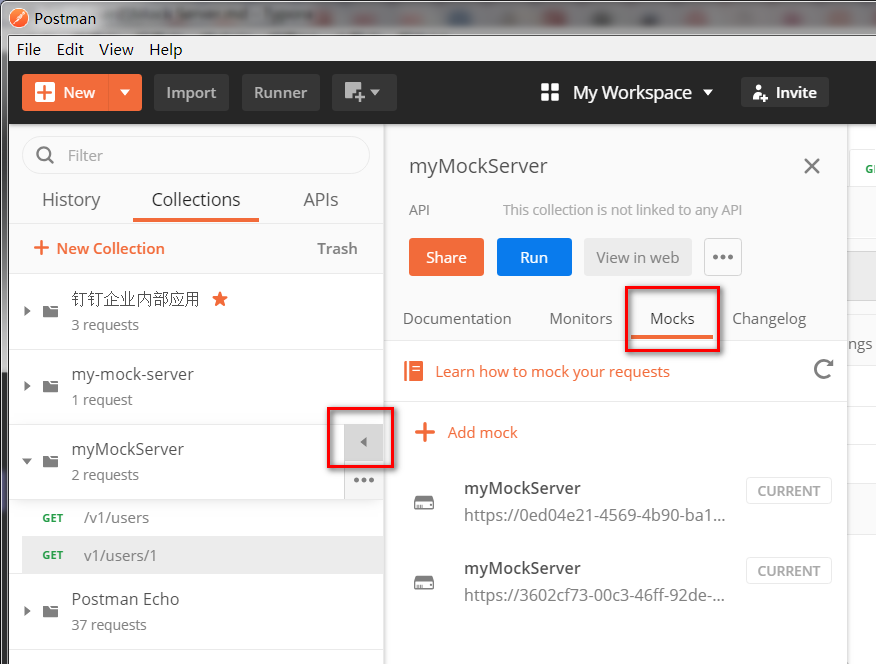 Postman
File Edit View Help
New Import Runner My Workspace Invite
Filter
History Collections APIs
New Collection Trash
钉钉企业内部应用
3 requests
my-mock-server
1 request
myMockServer
2 requests
GET /v1/users
GET v1/users/1
Postman Echo
37 requests
myMockServer
API This collection is not linked to any API
Share Run View in web
Documentation Monitors Mocks Changelog
Learn how to mock your requests
Add mock
myMockServer CURRENT
https://0ed04e21-4569-4b90-ba1...
myMockServer CURRENT
https://3602cf73-00c3-46ff-92de-...
ngs